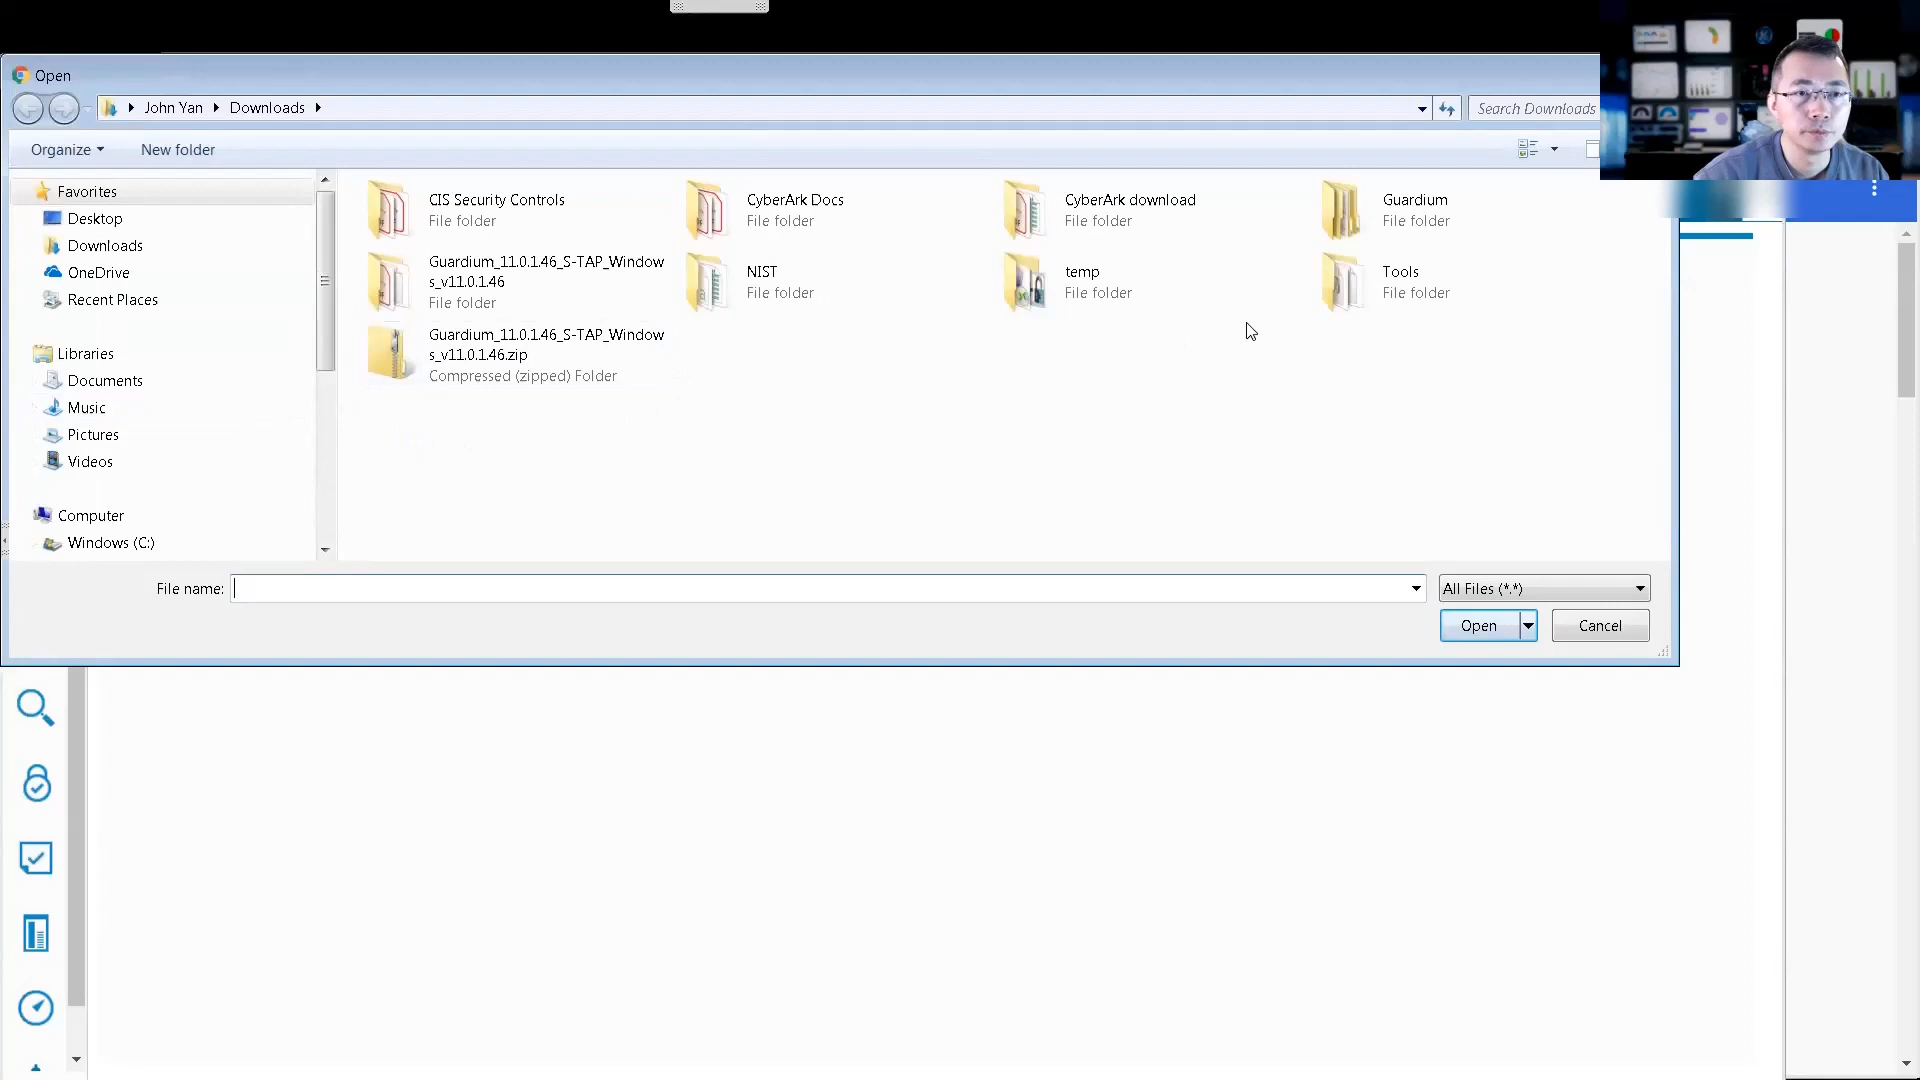 Open
John Yan
Downloads
Search Downloads
Organize
New folder
Favorites
Desktop
Downloads
OneDrive
Recent Places
Libraries
Documents
Music
Pictures
Videos
Computer
Windows (C:)
CIS Security Controls
File folder
CyberArk Docs
File folder
CyberArk download
File folder
Guardium
File folder
Guardium_11.0.1.46_S-TAP_Window
s_v11.0.1.46
File folder
NIST
File folder
temp
File folder
Tools
File folder
Guardium_11.0.1.46_S-TAP_Window
s_v11.0.1.46.zip
Compressed (zipped) Folder
File name:
All Files (*.*)
Open
Cancel